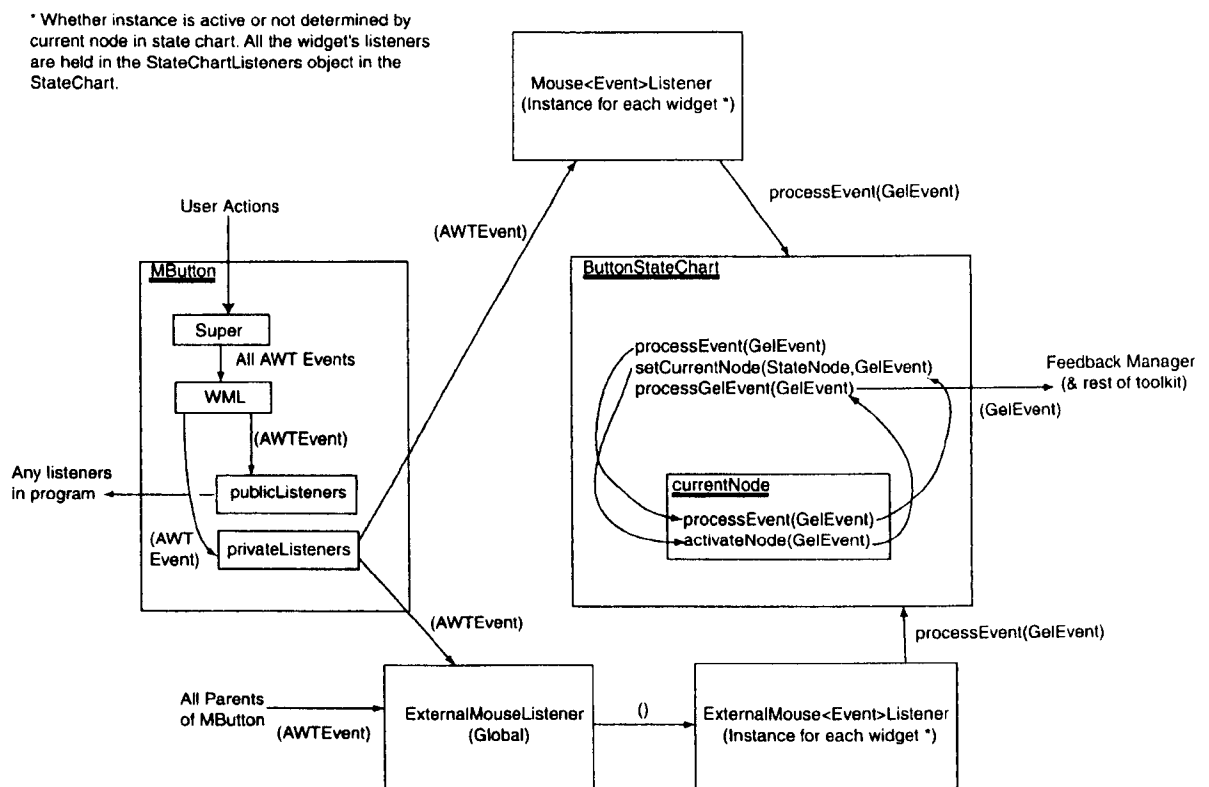 * Whether instance is active or not determined by
current node in state chart. All the widget's listeners
are held in the StateChartListeners object in the
StateChart.
Mouse<Event>Listener
(Instance for each widget *)
processEvent(GelEvent)
User Actions
(AWTEvent)
MButton
Super
All AWT Events
WML
(AWTEvent)
Any listeners
in program
publicListeners
(AWT
Event)
privateListeners
ButtonStateChart
processEvent(GelEvent)
setCurrentNode(StateNode,GelEvent)
processGelEvent(GelEvent)
Feedback Manager
(& rest of toolkit)
(GelEvent)
currentNode
processEvent(GelEvent)
activateNode(GelEvent)
(AWTEvent)
processEvent(GelEvent)
All Parents
of MButton
(AWTEvent)
ExternalMouseListener
(Global)
()
ExternalMouse<Event>Listener
(Instance for each widget *)